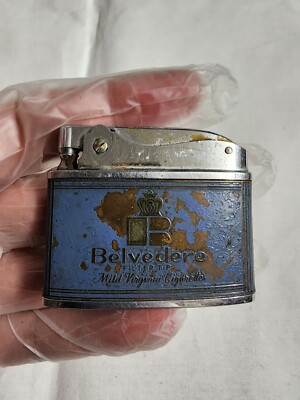 B
Belvedere
FILTER TIP
Mild Virginia Cigarettes